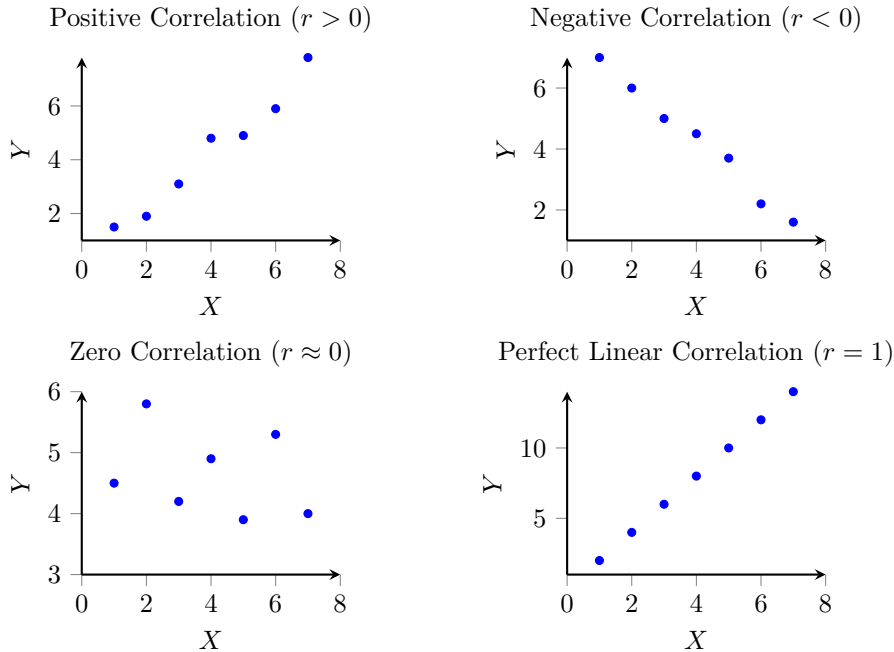 Positive Correlation (r > 0)
6
4
2
Y
0 2 4 6 8
X
Negative Correlation (r < 0)
6
4
2
Y
0 2 4 6 8
X
Zero Correlation (r ≈ 0)
6
5
4
3
Y
0 2 4 6 8
X
Perfect Linear Correlation (r = 1)
10
5
Y
0 2 4 6 8
X